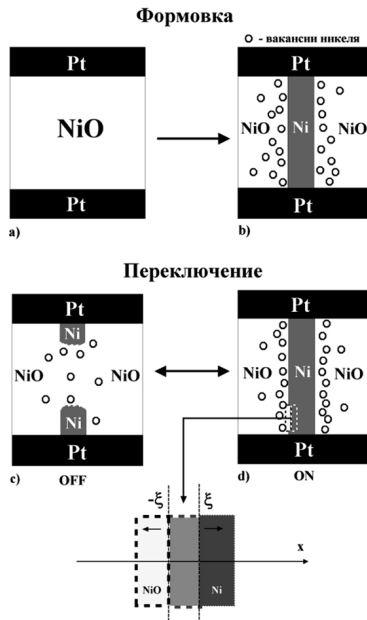 Формовка
о - вакансии никеля
Pt
Pt
NiO
NiO
Ni
NiO
Pt
Pt
a)
b)
Переключение
Pt
Pt
Ni
NiO
NiO
NiO
Ni
NiO
Ni
Pt
Pt
c)
OFF
d)
ON
-ξ
ξ
x
NiO
Ni